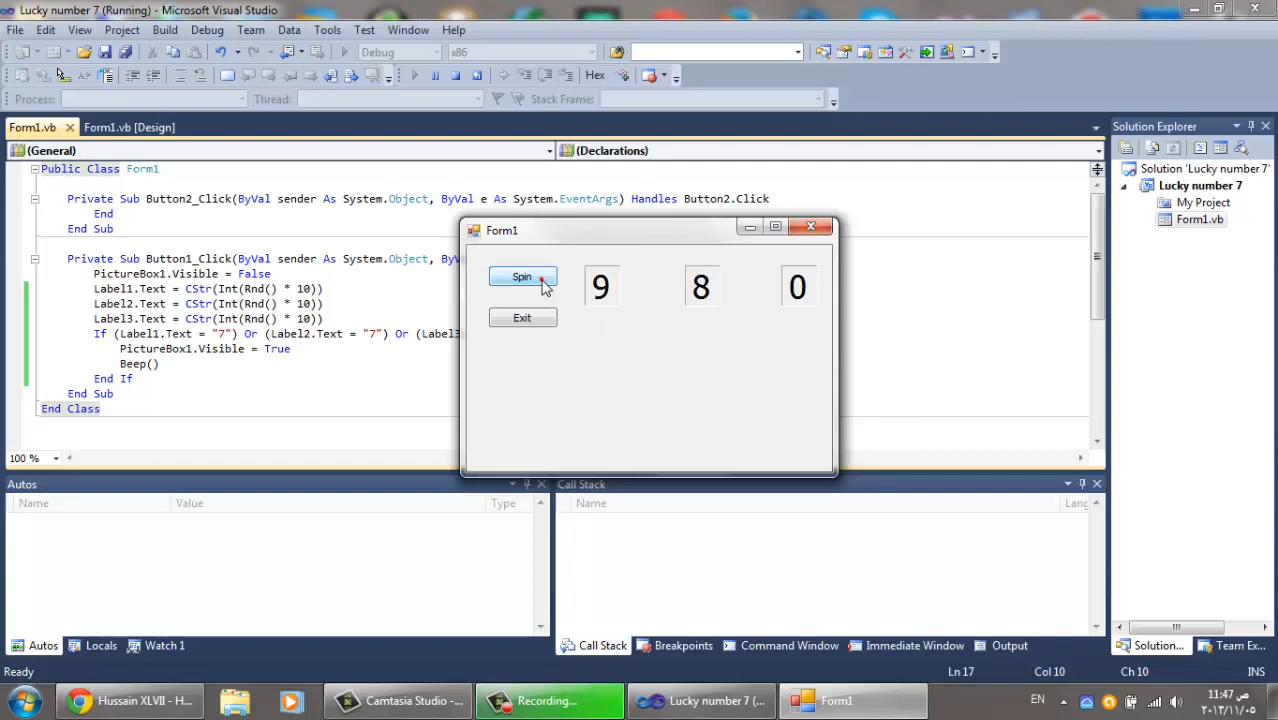 Lucky number 7 (Running) - Microsoft Visual Studio
File Edit View Project Build Debug Team Data Tools Test Window Help
Debug x86
Hex
Process: Thread: Stack Frame:
Form1.vb Form1.vb [Design]
(General) (Declarations)
Public Class Form1
Private Sub Button2_Click(ByVal sender As System.Object, ByVal e As System.EventArgs) Handles Button2.Click
End
End Sub
Private Sub Button1_Click(ByVal sender As System.Object, ByV
PictureBox1.Visible = False
Label1.Text = CStr(Int(Rnd() * 10))
Label2.Text = CStr(Int(Rnd() * 10))
Label3.Text = CStr(Int(Rnd() * 10))
If (Label1.Text = "7") Or (Label2.Text = "7") Or (Label3
PictureBox1.Visible = True
Beep()
End If
End Sub
End Class
100 %
Form1
Spin
Exit
9 8 0
Solution Explorer
Solution 'Lucky number 7'
Lucky number 7
My Project
Form1.vb
Autos
Name Value Type
Call Stack
Name Lang
Autos Locals Watch 1
Call Stack Breakpoints Command Window Immediate Window Output
Solution... Team Ex...
Ready Ln 17 Col 10 Ch 10 INS
Hussain XLVII - H... Camtasia Studio -... Recording... Lucky number 7 (... Form1
EN
ص 11:47
٢٠١٣/١١/٠٥